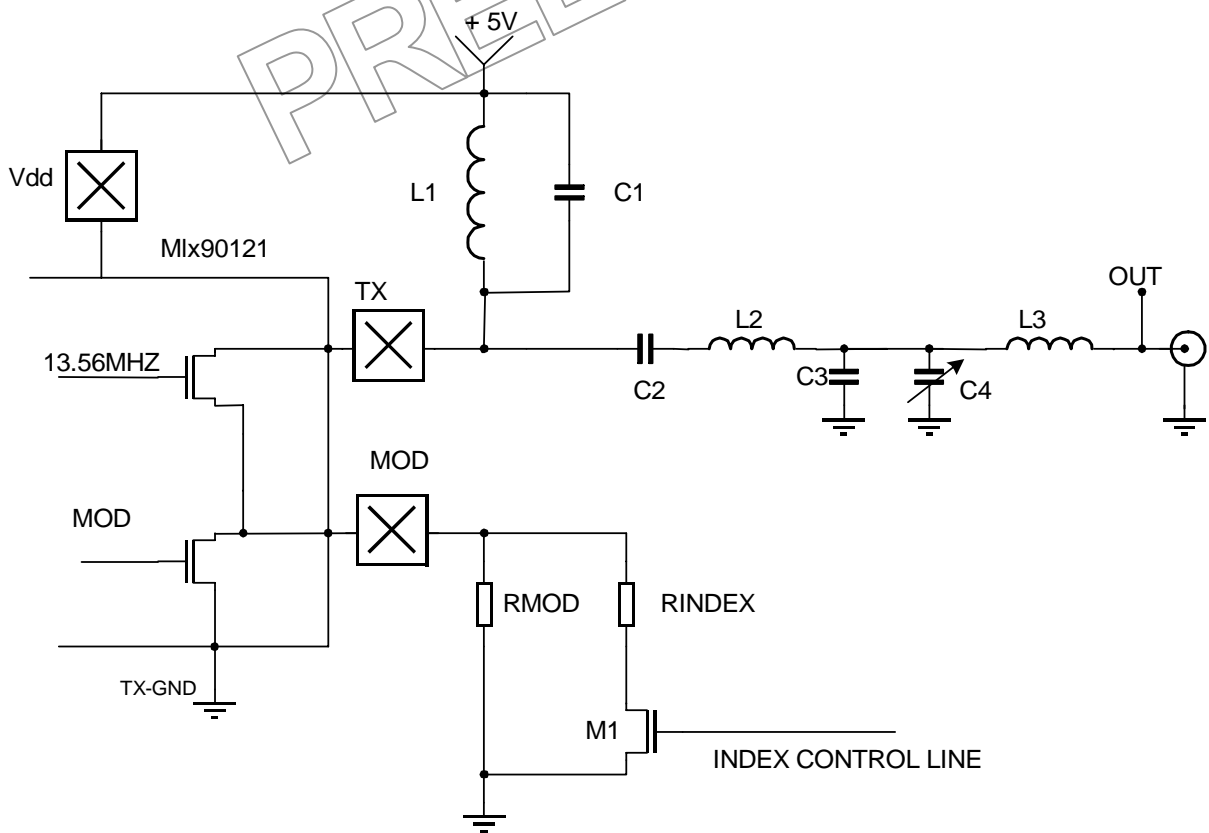 + 5V
Vdd
L1
C1
Mlx90121
TX
OUT
L2
L3
13.56MHZ
C2
C3
C4
MOD
MOD
RMOD
RINDEX
TX-GND
M1
INDEX CONTROL LINE